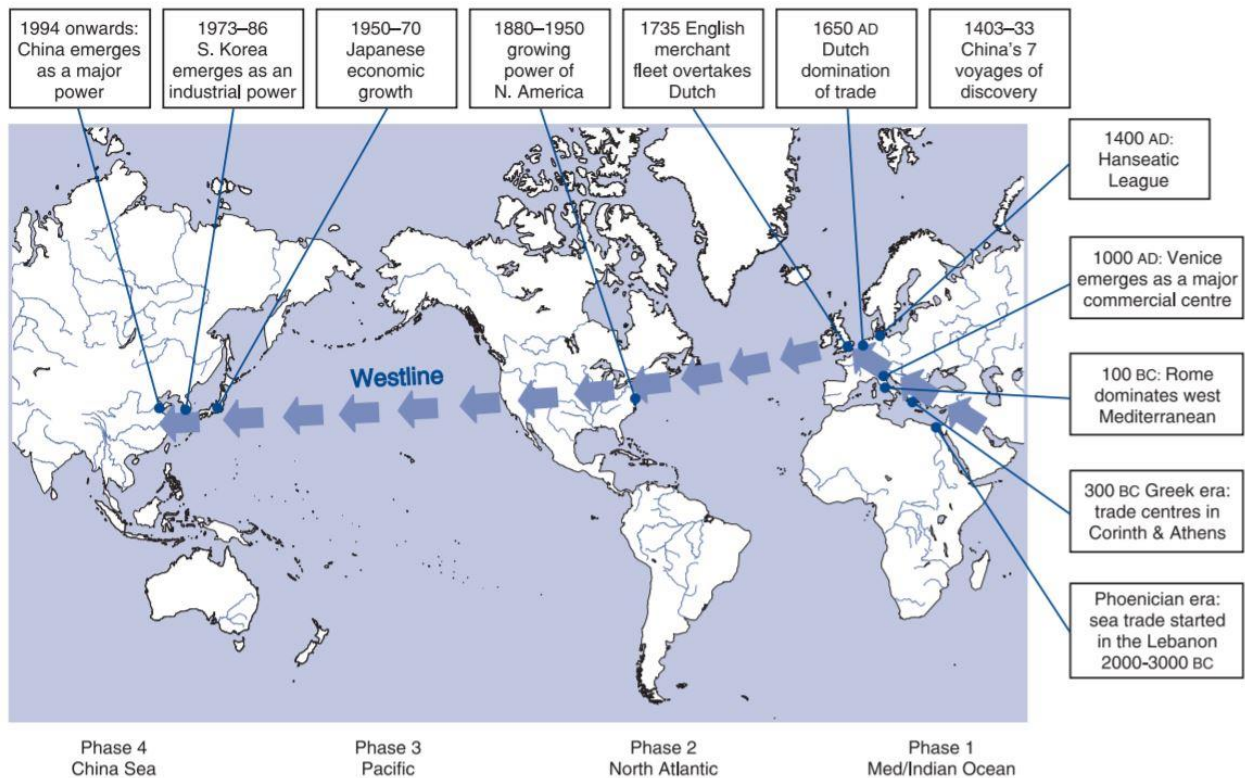 1994 onwards:
China emerges
as a major
power
1973–86
S. Korea
emerges as an
industrial power
1950–70
Japanese
economic
growth
1880–1950
growing
power of
N. America
1735 English
merchant
fleet overtakes
Dutch
1650 AD
Dutch
domination
of trade
1403–33
China's 7
voyages of
discovery
1400 AD:
Hanseatic
League
1000 AD: Venice
emerges as a major
commercial centre
100 BC: Rome
dominates west
Mediterranean
300 BC Greek era:
trade centres in
Corinth & Athens
Phoenician era:
sea trade started
in the Lebanon
2000-3000 BC
Westline
Phase 4
China Sea
Phase 3
Pacific
Phase 2
North Atlantic
Phase 1
Med/Indian Ocean